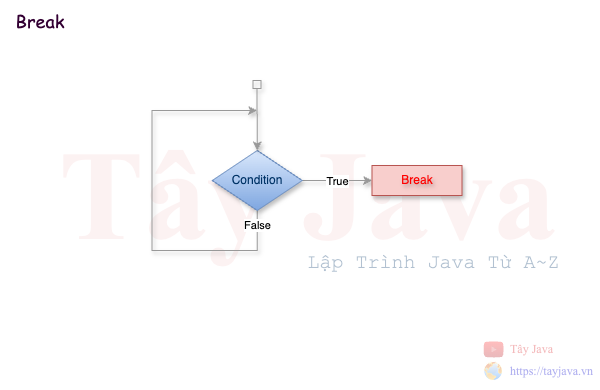 Break
Condition
True
Break
False
Tây Java
Lập Trình Java Từ A~Z
Tây Java
https://tayjava.vn